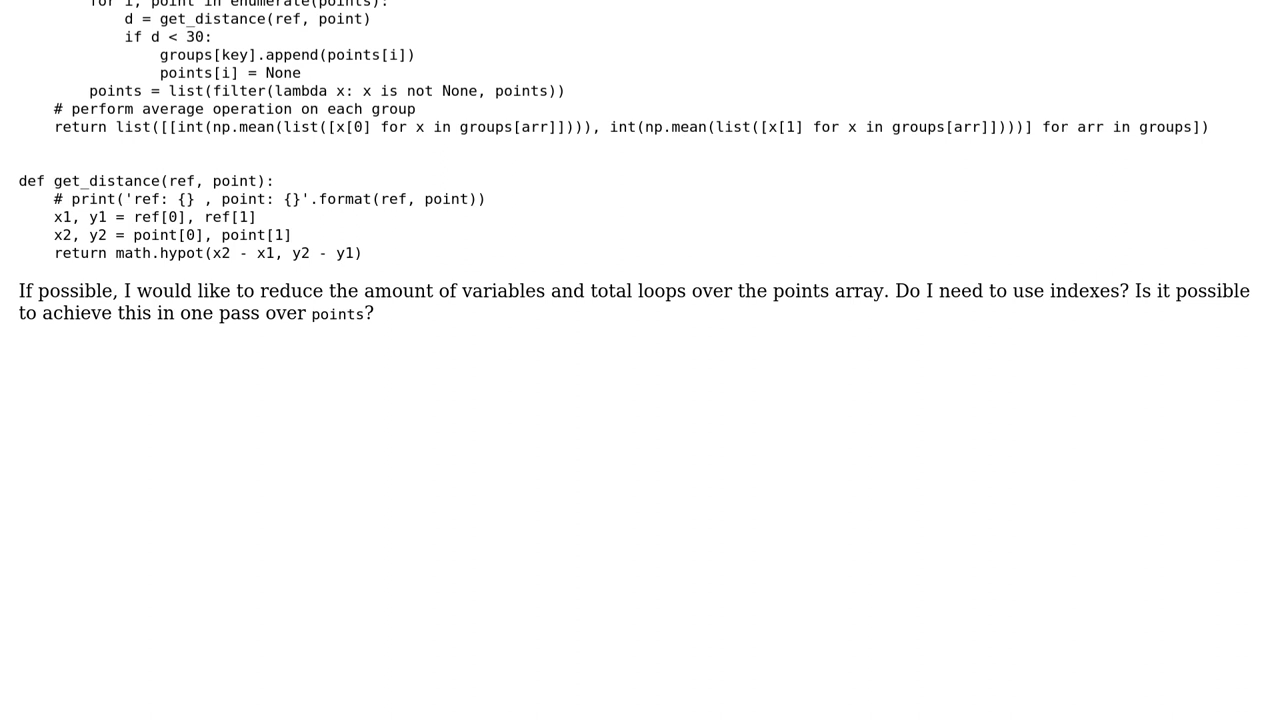 for i, point in enumerate(points):
d = get_distance(ref, point)
if d < 30:
groups[key].append(points[i])
points[i] = None
points = list(filter(lambda x: x is not None, points))
# perform average operation on each group
return list([[int(np.mean(list([x[0] for x in groups[arr]]))), int(np.mean(list([x[1] for x in groups[arr]])))] for arr in groups])
def get_distance(ref, point):
# print('ref: {} , point: {}'.format(ref, point))
x1, y1 = ref[0], ref[1]
x2, y2 = point[0], point[1]
return math.hypot(x2 - x1, y2 - y1)
If possible, I would like to reduce the amount of variables and total loops over the points array. Do I need to use indexes? Is it possible
to achieve this in one pass over points?